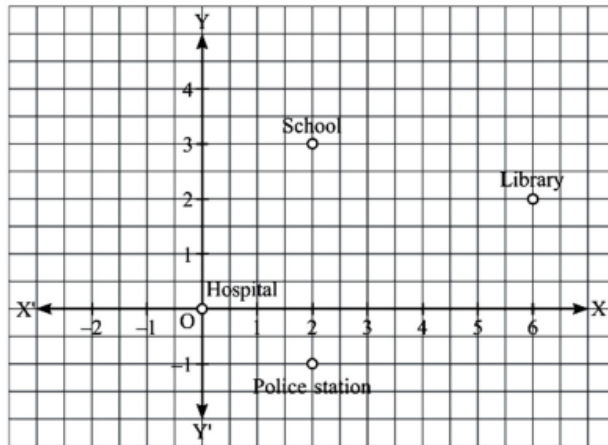 Y
4
School
3
Library
2
1
Hospital
X' O X
-2 -1 1 2 3 4 5 6
-1
Police station
Y'